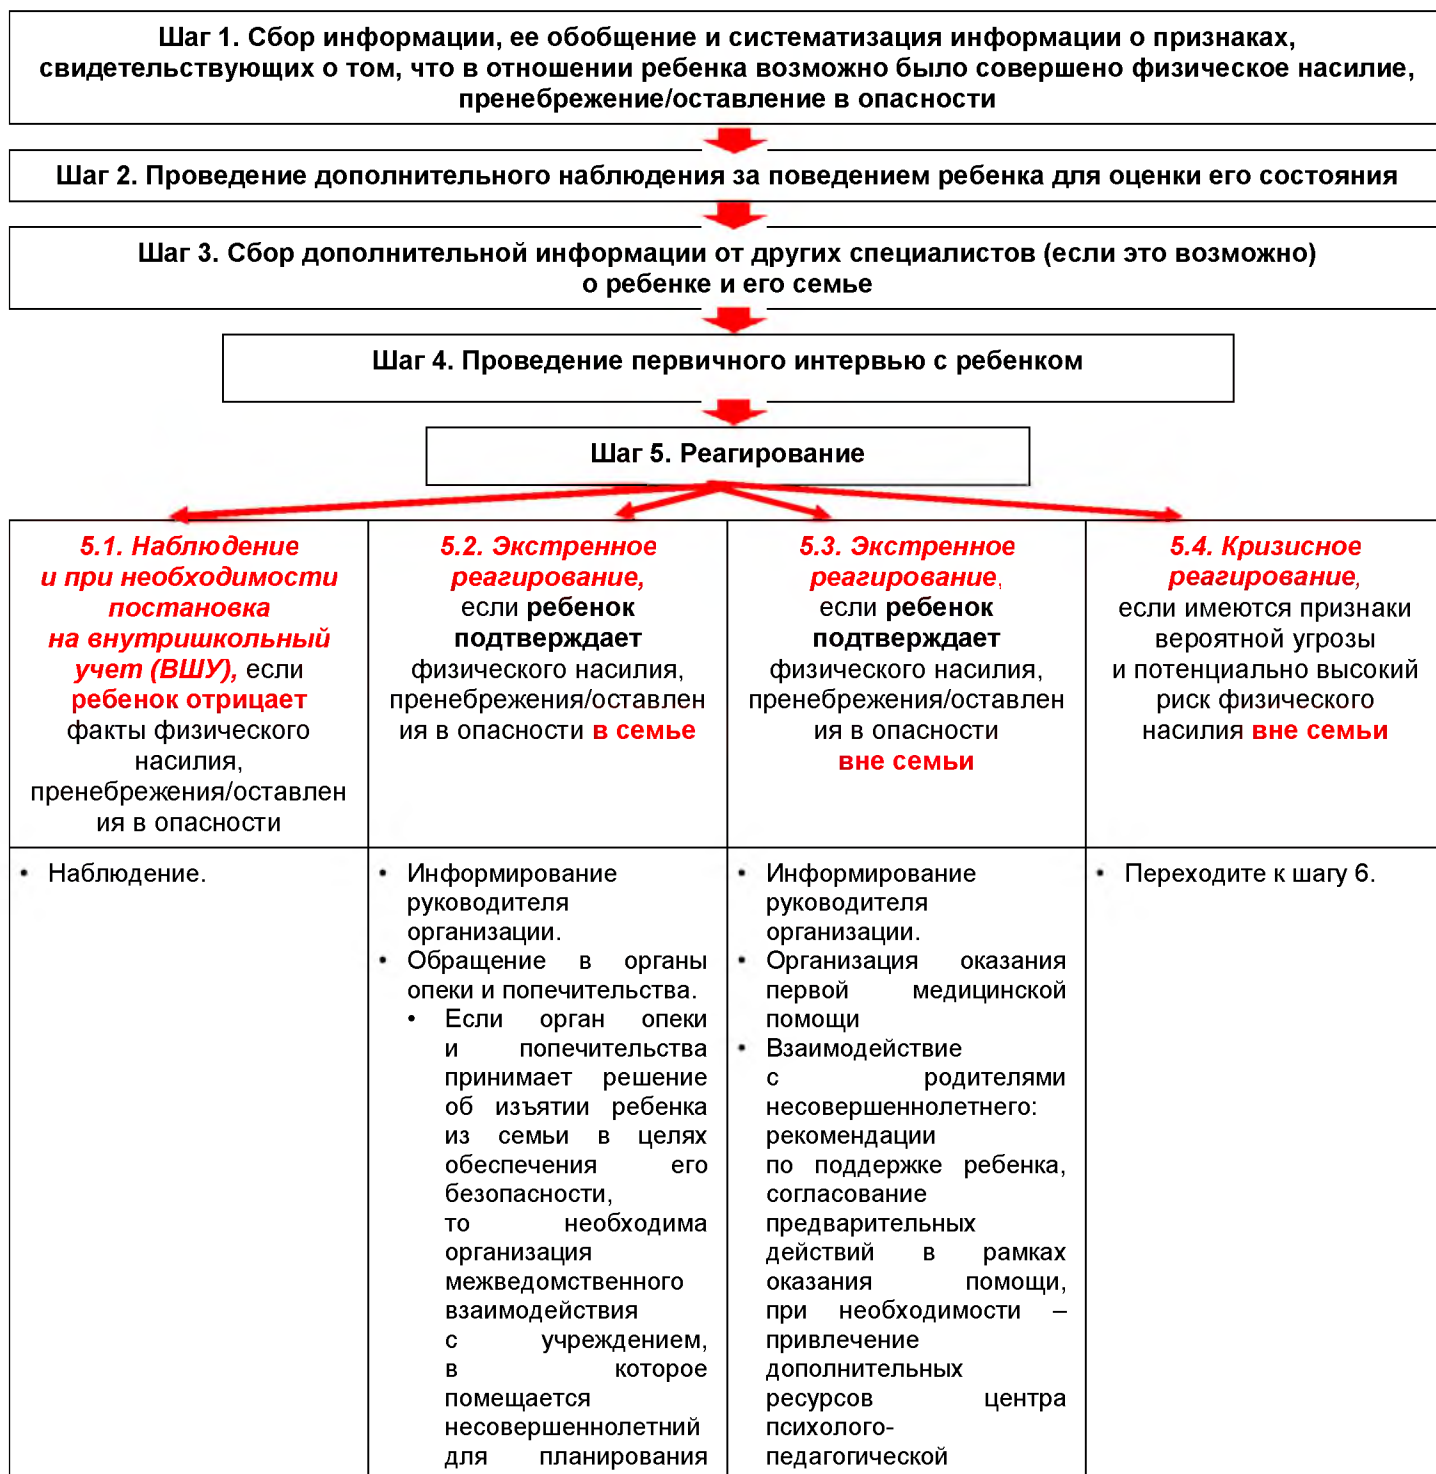 Шаг 1. Сбор информации, ее обобщение и систематизация информации о признаках,
свидетельствующих о том, что в отношении ребенка возможно было совершено физическое насилие,
пренебрежение/оставление в опасности
Шаг 2. Проведение дополнительного наблюдения за поведением ребенка для оценки его состояния
Шаг 3. Сбор дополнительной информации от других специалистов (если это возможно)
о ребенке и его семье
Шаг 4. Проведение первичного интервью с ребенком
Шаг 5. Реагирование
5.1. Наблюдение
и при необходимости
постановка
на внутришкольный
учет (ВШУ), если
ребенок отрицает
факты физического
насилия,
пренебрежения/оставлен
ия в опасности
5.2. Экстренное
реагирование,
если ребенок
подтверждает
физического насилия,
пренебрежения/оставлен
ия в опасности в семье
5.3. Экстренное
реагирование,
если ребенок
подтверждает
физического насилия,
пренебрежения/оставлен
ия в опасности
вне семьи
5.4. Кризисное
реагирование,
если имеются признаки
вероятной угрозы
и потенциально высокий
риск физического
насилия вне семьи
• Наблюдение.
• Информирование
руководителя
организации.
• Обращение в органы
опеки и попечительства.
• Если орган опеки
и попечительства
принимает решение
об изъятии ребенка
из семьи в целях
обеспечения его
безопасности,
то необходима
организация
межведомственного
взаимодействия
с учреждением,
в которое
помещается
несовершеннолетний
для планирования
• Информирование
руководителя
организации.
• Организация оказания
первой медицинской
помощи
• Взаимодействие
с родителями
несовершеннолетнего:
рекомендации
по поддержке ребенка,
согласование
предварительных
действий в рамках
оказания помощи,
при необходимости –
привлечение
дополнительных
ресурсов центра
психолого-
педагогической
• Переходите к шагу 6.